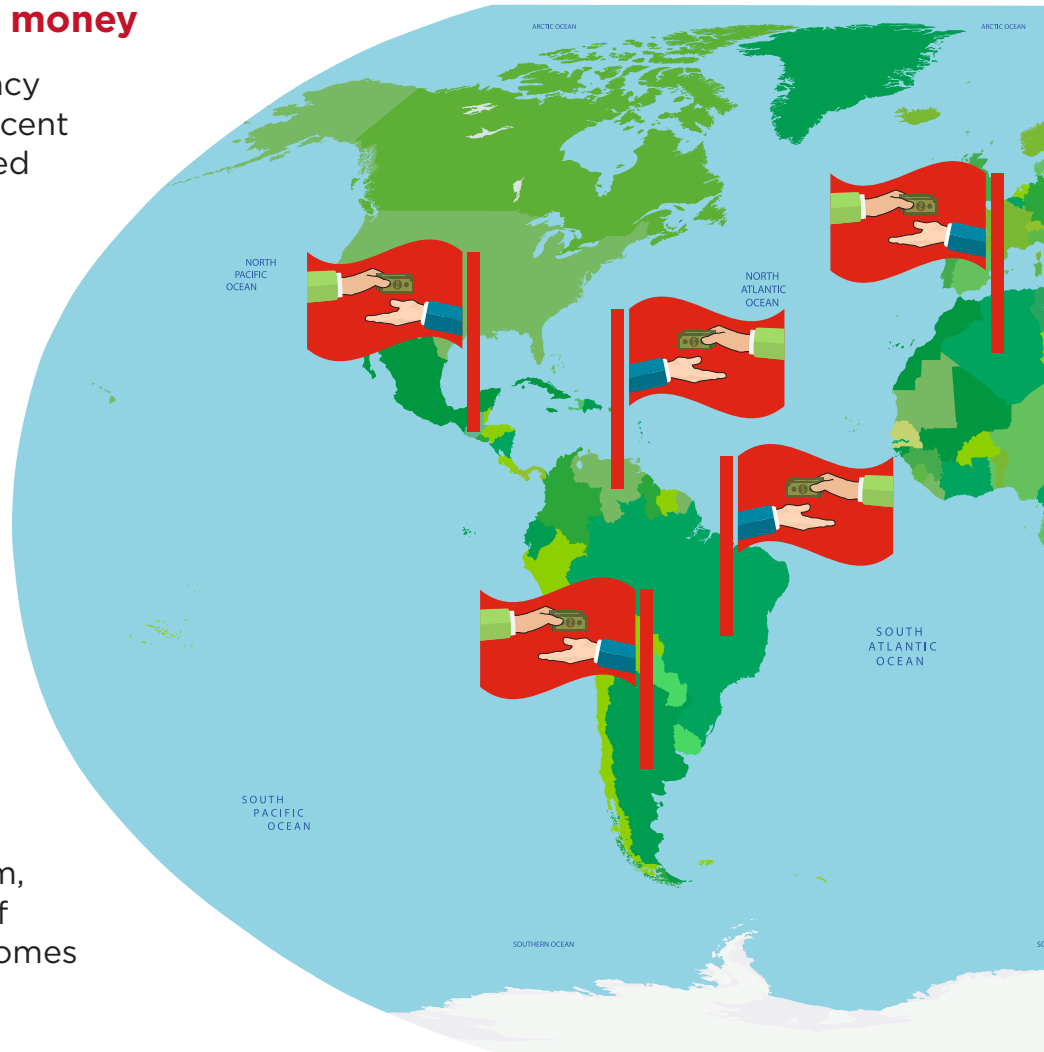 money
ncy
cent
ed
m,
f
omes
ARCTIC OCEAN
ARCTIC OCEAN
NORTH
PACIFIC
OCEAN
NORTH
ATLANTIC
OCEAN
SOUTH
ATLANTIC
OCEAN
SOUTH
PACIFIC
OCEAN
SOUTHERN OCEAN